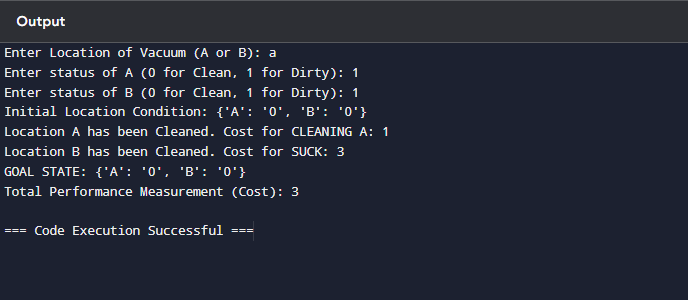 Output
Enter Location of Vacuum (A or B): a
Enter status of A (0 for Clean, 1 for Dirty): 1
Enter status of B (0 for Clean, 1 for Dirty): 1
Initial Location Condition: {'A': '0', 'B': '0'}
Location A has been Cleaned. Cost for CLEANING A: 1
Location B has been Cleaned. Cost for SUCK: 3
GOAL STATE: {'A': '0', 'B': '0'}
Total Performance Measurement (Cost): 3
=== Code Execution Successful ===